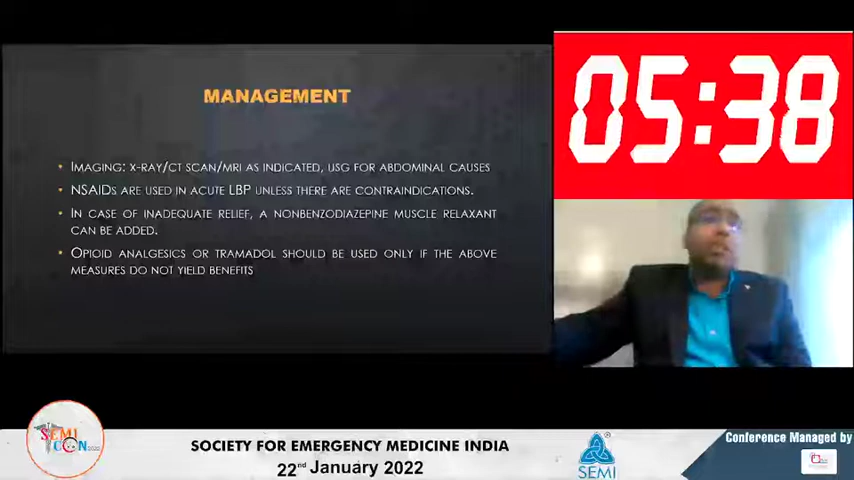 MANAGEMENT
• IMAGING: X-RAY/CT SCAN/MRI AS INDICATED, USG FOR ABDOMINAL CAUSES
• NSAIDS ARE USED IN ACUTE LBP UNLESS THERE ARE CONTRAINDICATIONS.
• IN CASE OF INADEQUATE RELIEF, A NONBENZODIAZEPINE MUSCLE RELAXANT
CAN BE ADDED.
• OPIOID ANALGESICS OR TRAMADOL SHOULD BE USED ONLY IF THE ABOVE
MEASURES DO NOT YIELD BENEFITS
05:38
SEMI
CON 2022
SOCIETY FOR EMERGENCY MEDICINE INDIA
22nd January 2022
SEMI
Conference Managed by